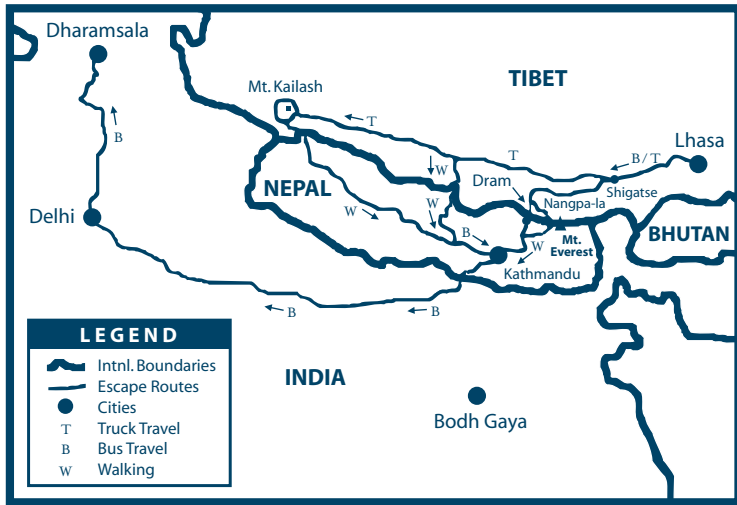 Dharamsala
TIBET
Mt. Kailash
T
B
T
B / T
Lhasa
W
Dram
Shigatse
NEPAL
Nangpa-la
W
W
Delhi
B
Mt.
Everest
BHUTAN
W
Kathmandu
B
B
LEGEND
Intnl. Boundaries
Escape Routes
Cities
T Truck Travel
B Bus Travel
W Walking
INDIA
Bodh Gaya